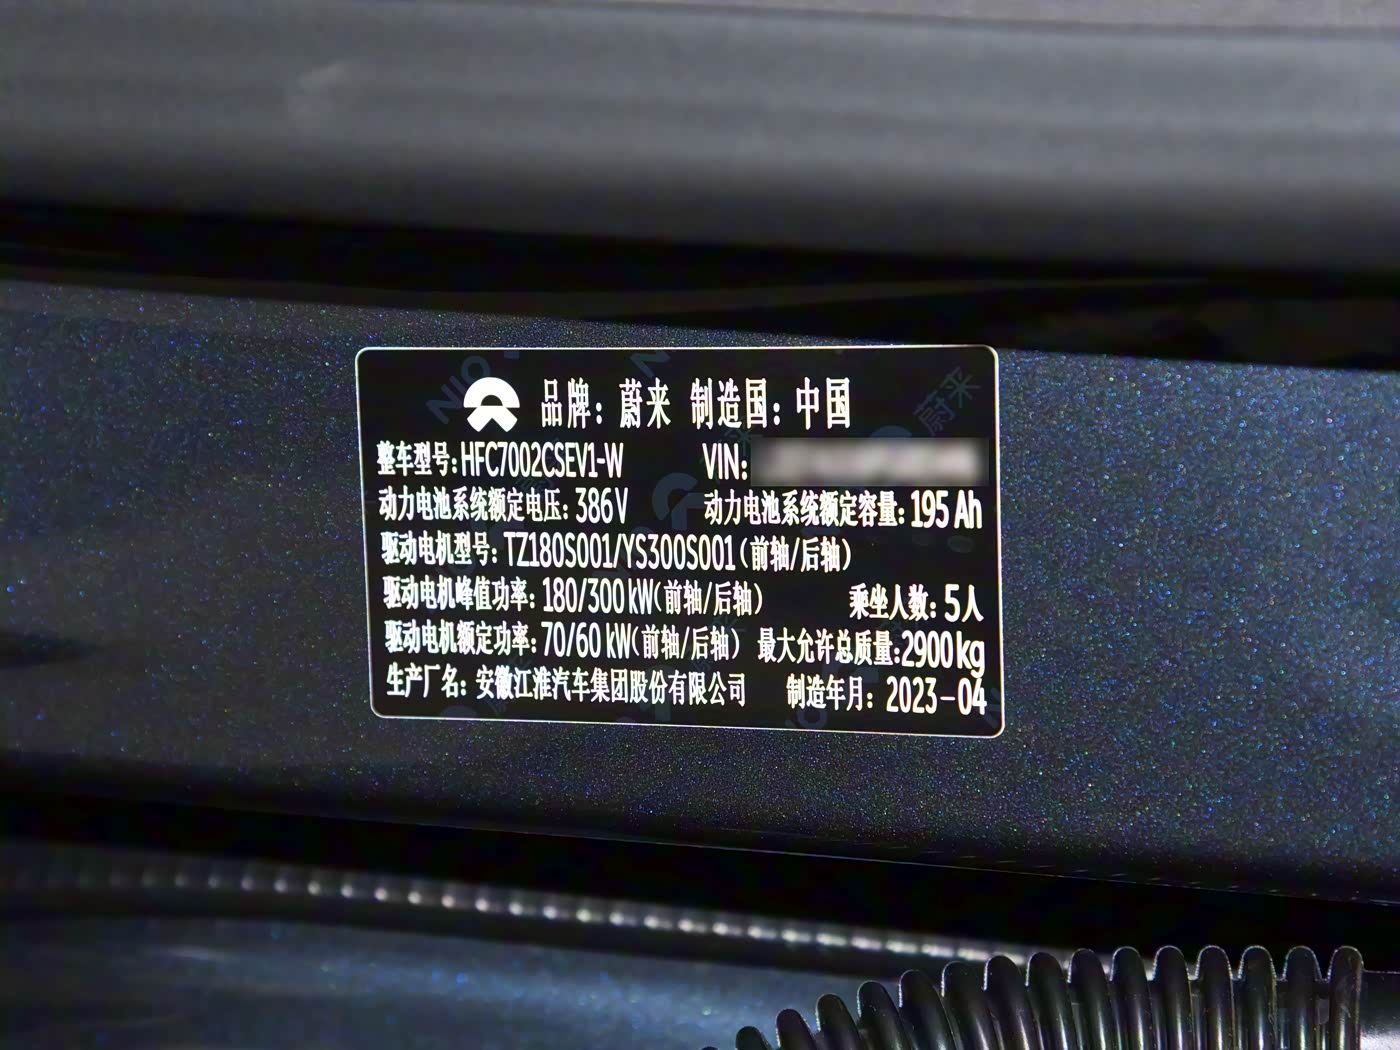 品牌：蔚来 制造国：中国
整车型号：HFC7002CSEV1-W VIN:
动力电池系统额定电压：386V 动力电池系统额定容量：195 Ah
驱动电机型号：TZ180S001/YS300S001（前轴/后轴）
驱动电机峰值功率：180/300 kW（前轴/后轴） 乘坐人数：5人
驱动电机额定功率：70/60 kW（前轴/后轴） 最大允许总质量：2900kg
生产厂名：安徽江淮汽车集团股份有限公司 制造年月：2023-04